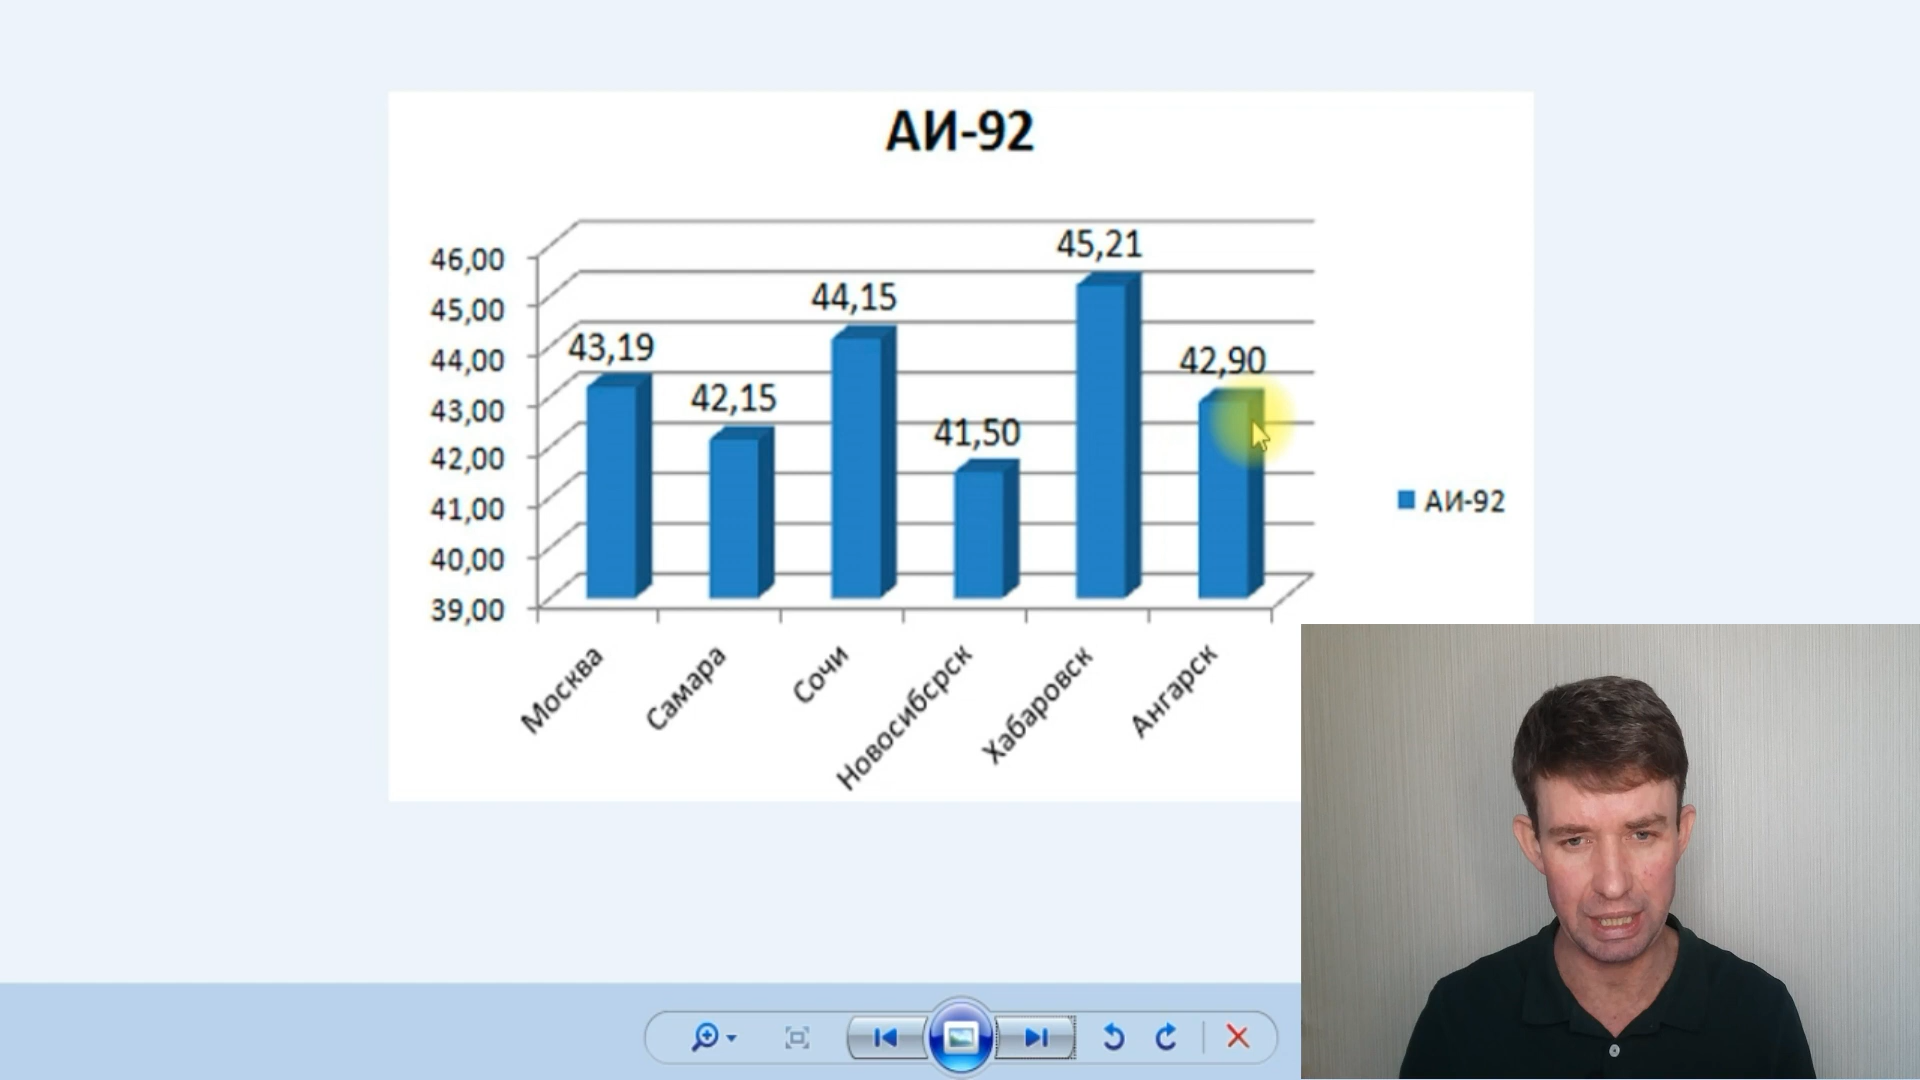 АИ-92
46,00
45,00
44,00
43,00
42,00
41,00
40,00
39,00
43,19
42,15
44,15
41,50
45,21
42,90
Москва
Самара
Сочи
Новосибсрск
Хабаровск
Ангарск
АИ-92